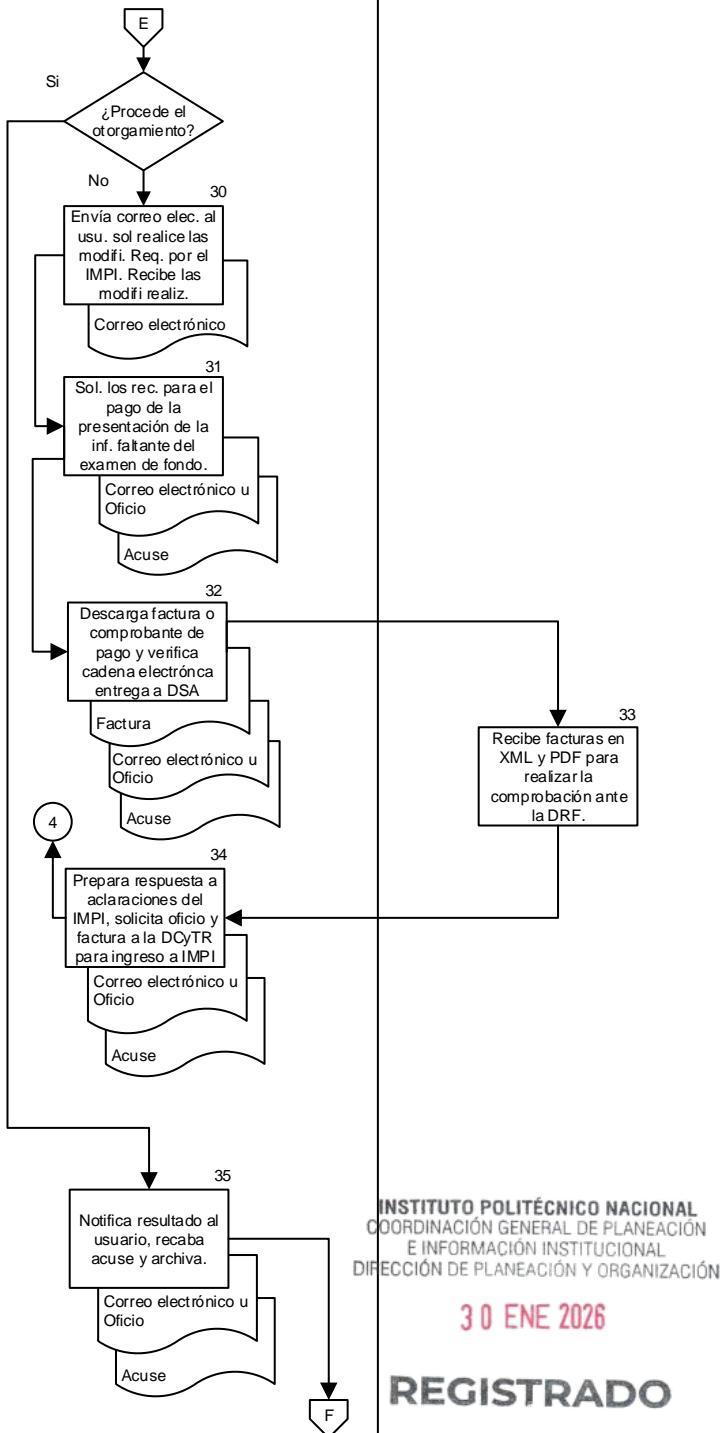 E
Si
¿Procede el
otorgamiento?
No
30
Envía correo elec. al
usu. sol realice las
modifi. Req. por el
IMPI. Recibe las
modifi realiz.
Correo electrónico
31
Sol. los rec. para el
pago de la
presentación de la
inf. faltante del
examen de fondo.
Correo electrónico u
Oficio
Acuse
32
Descarga factura o
comprobante de
pago y verifica
cadena electrónca
entrega a DSA
Factura
Correo electrónico u
Oficio
Acuse
33
Recibe facturas en
XML y PDF para
realizar la
comprobación ante
la DRF.
4
34
Prepara respuesta a
aclaraciones del
IMPI, solicita oficio y
factura a la DCyTR
para ingreso a IMPI
Correo electrónico u
Oficio
Acuse
35
Notifica resultado al
usuario, recaba
acuse y archiva.
Correo electrónico u
Oficio
Acuse
F
INSTITUTO POLITÉCNICO NACIONAL
COORDINACIÓN GENERAL DE PLANEACIÓN
E INFORMACIÓN INSTITUCIONAL
DIRECCIÓN DE PLANEACIÓN Y ORGANIZACIÓN
30 ENE 2026
REGISTRADO